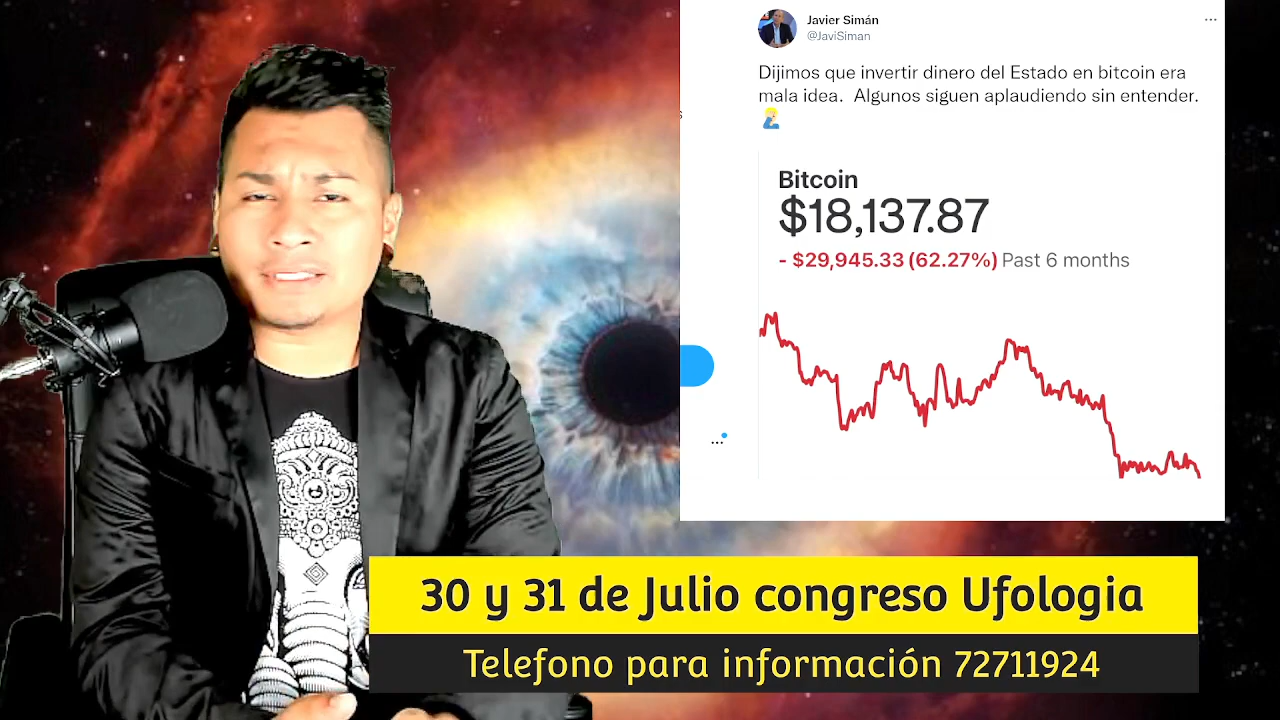 Javier Simán
@JaviSiman
Dijimos que invertir dinero del Estado en bitcoin era
mala idea. Algunos siguen aplaudiendo sin entender.
Bitcoin
$18,137.87
- $29,945.33 (62.27%) Past 6 months
30 y 31 de Julio congreso Ufologia
Telefono para información 72711924